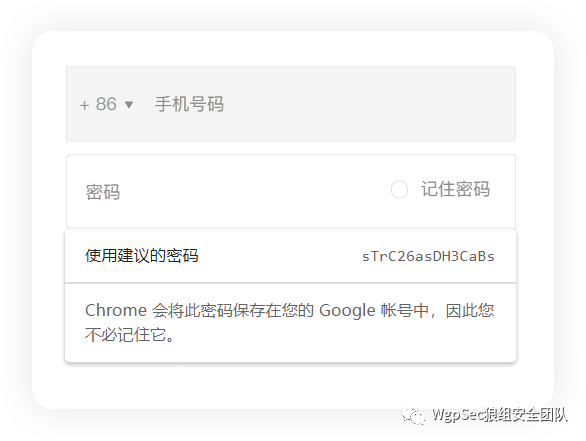 + 86 手机号码
密码 记住密码
使用建议的密码 sTrC26asDH3CaBs
Chrome 会将此密码保存在您的 Google 帐号中，因此您
不必记住它。
WgpSec狼组安全团队